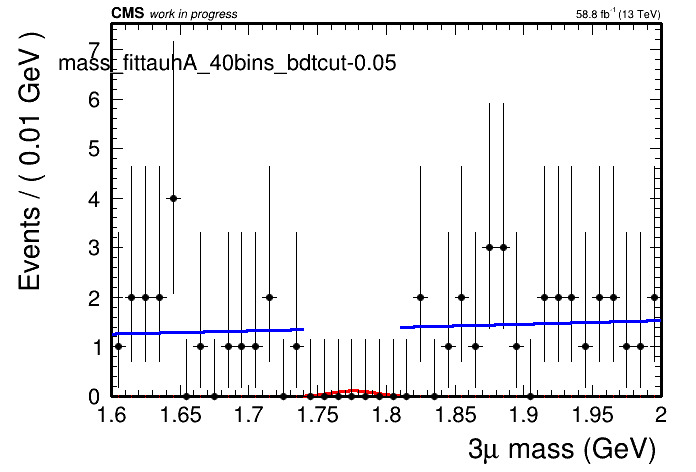 CMS work in progress 58.8 fb-1 (13 TeV)
mass_fittauhA_40bins_bdtcut-0.05
Events / ( 0.01 GeV )
7
6
5
4
3
2
1
0
1.6 1.65 1.7 1.75 1.8 1.85 1.9 1.95 2
3μ mass (GeV)